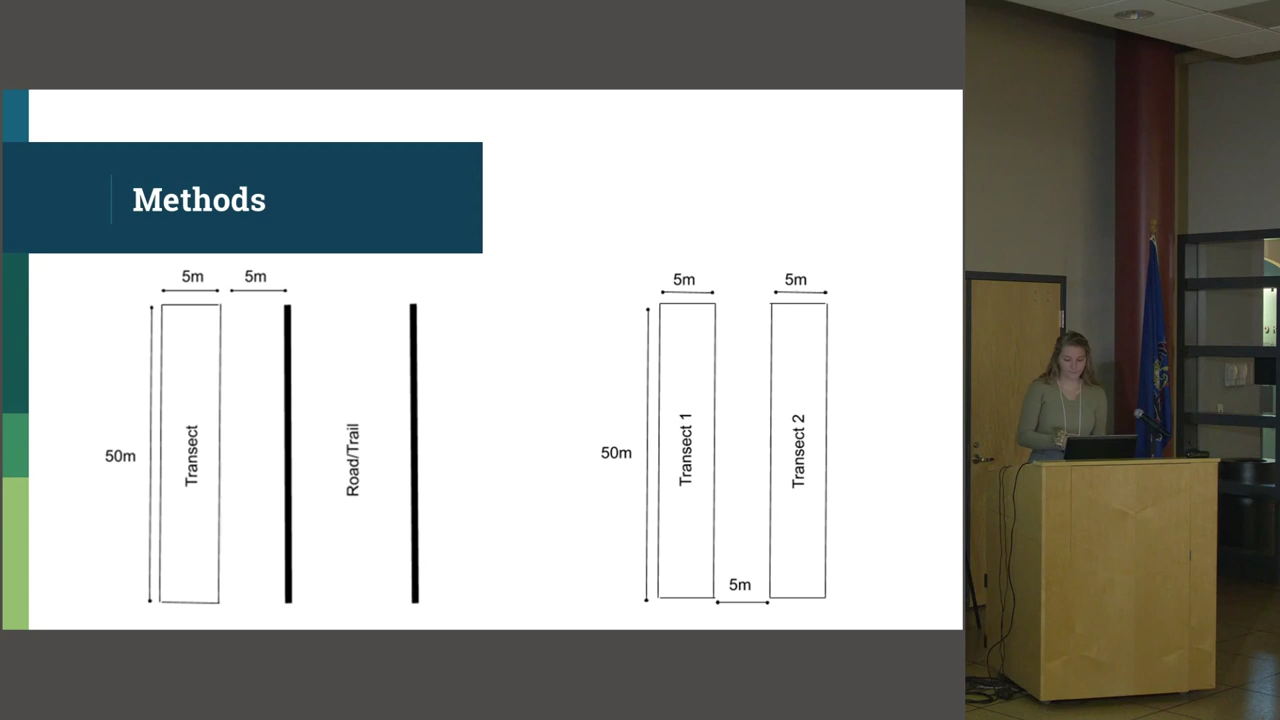 Methods
5m
5m
50m
Transect
Road/Trail
5m
5m
50m
Transect 1
Transect 2
5m